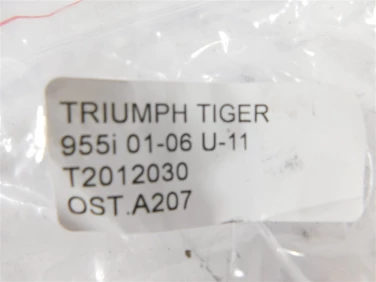 TRIUMPH TIGER
955i 01-06 U-11
T2012030
OST.A207